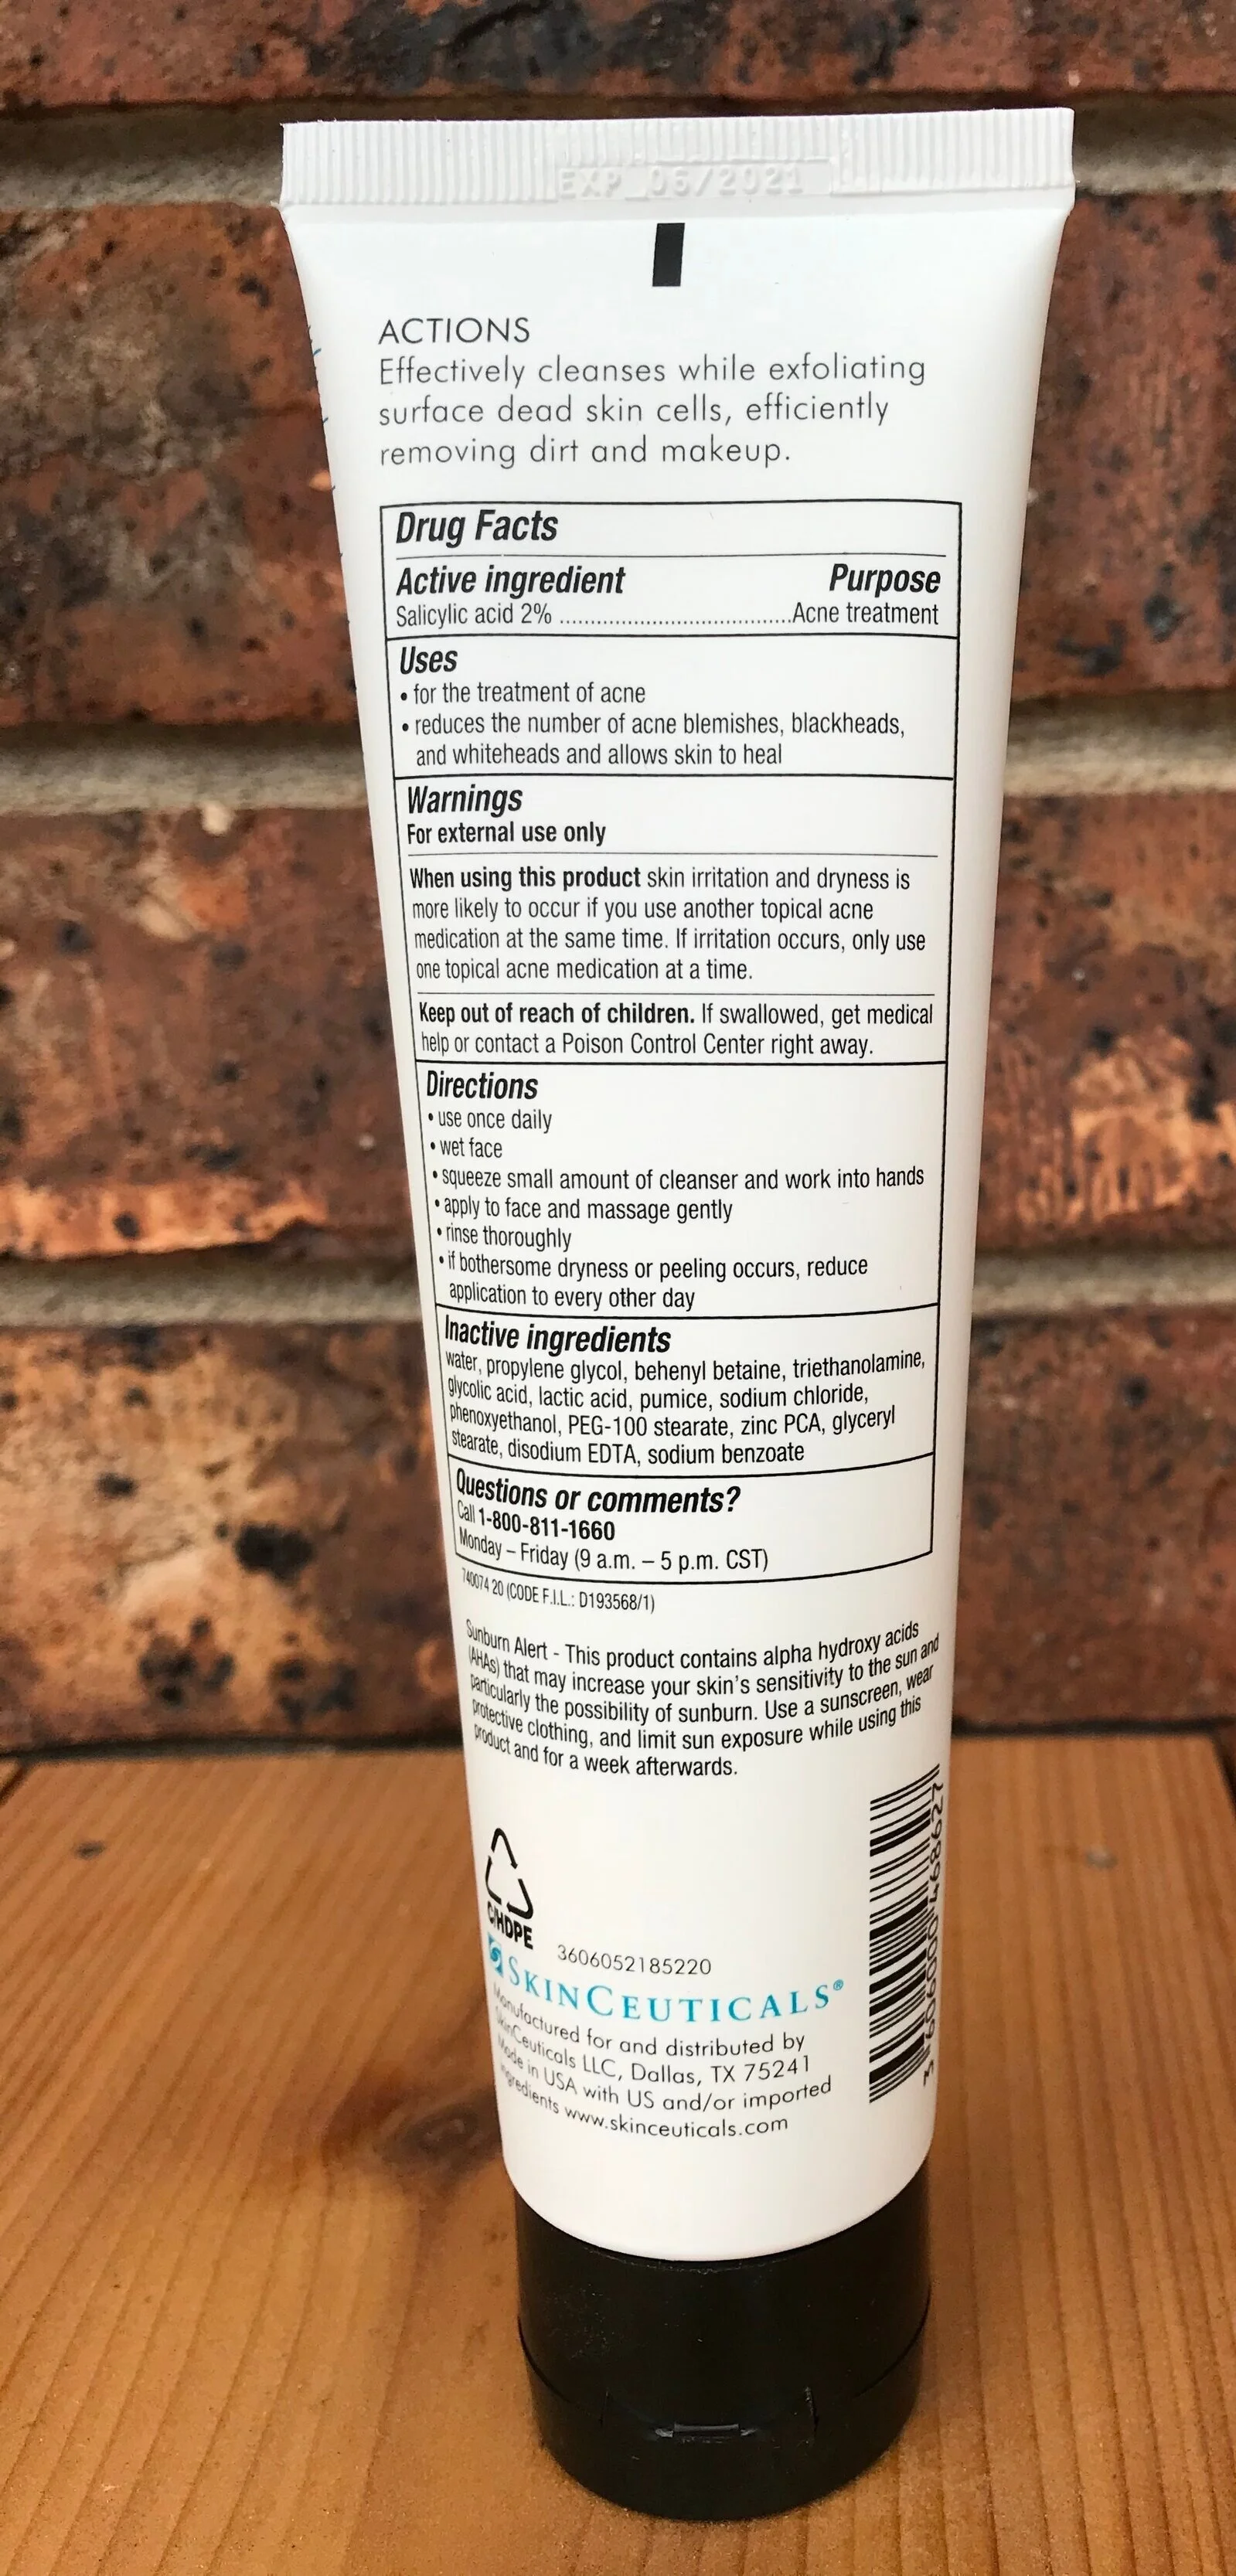 EXP 06/2021
ACTIONS
Effectively cleanses while exfoliating
surface dead skin cells, efficiently
removing dirt and makeup.
Drug Facts
Active ingredient Purpose
Salicylic acid 2% ......................................Acne treatment
Uses
• for the treatment of acne
• reduces the number of acne blemishes, blackheads,
and whiteheads and allows skin to heal
Warnings
For external use only
When using this product skin irritation and dryness is
more likely to occur if you use another topical acne
medication at the same time. If irritation occurs, only use
one topical acne medication at a time.
Keep out of reach of children. If swallowed, get medical
help or contact a Poison Control Center right away.
Directions
• use once daily
• wet face
• squeeze small amount of cleanser and work into hands
• apply to face and massage gently
• rinse thoroughly
• if bothersome dryness or peeling occurs, reduce
application to every other day
Inactive ingredients
water, propylene glycol, behenyl betaine, triethanolamine,
glycolic acid, lactic acid, pumice, sodium chloride,
phenoxyethanol, PEG-100 stearate, zinc PCA, glyceryl
stearate, disodium EDTA, sodium benzoate
Questions or comments?
Call 1-800-811-1660
Monday – Friday (9 a.m. – 5 p.m. CST)
740074 20 (CODE F.I.L.: D193568/1)
Sunburn Alert - This product contains alpha hydroxy acids
(AHAs) that may increase your skin's sensitivity to the sun and
particularly the possibility of sunburn. Use a sunscreen, wear
protective clothing, and limit sun exposure while using this
product and for a week afterwards.
C/HDPE
3606052185220
SKINCEUTICALS®
Manufactured for and distributed by
SkinCeuticals LLC, Dallas, TX 75241
Made in USA with US and/or imported
ingredients www.skinceuticals.com